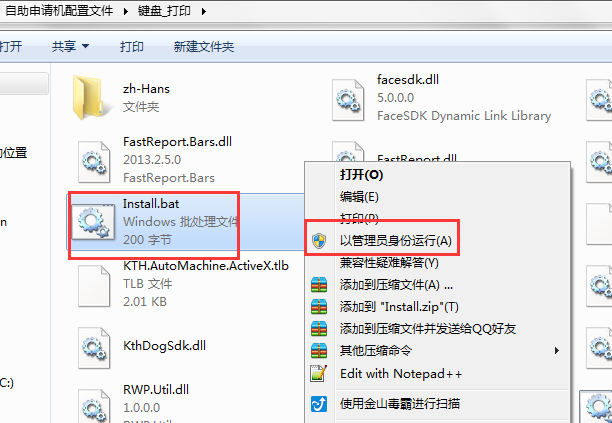 自助申请机配置文件 ▸ 键盘_打印 ▸
打开 共享 ▼ 打印 新建文件夹
zh-Hans
文件夹
facesdk.dll
5.0.0.0
FaceSDK Dynamic Link Library
的位置
FastReport.Bars.dll
2013.2.5.0
FastReport.Bars
FastReport.dll
Install.bat
Windows 批处理文件
200 字节
KTH.AutoMachine.ActiveX.tlb
TLB 文件
2.01 KB
KthDogSdk.dll
RWP.Util.dll
1.0.0.0
n
C:)
打开(O)
编辑(E)
打印(P)
以管理员身份运行(A)
兼容性疑难解答(Y)
添加到压缩文件(A) ...
添加到 "Install.zip"(T)
添加到压缩文件并发送给QQ好友
其他压缩命令
Edit with Notepad++
使用金山毒霸进行扫描